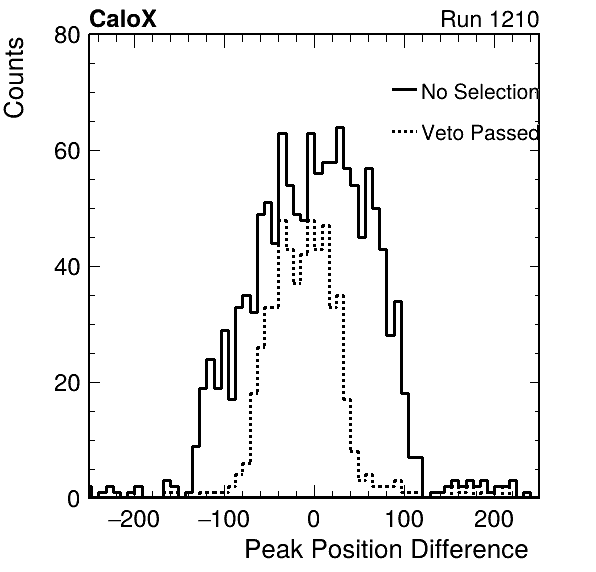 CaloX Run 1210
Counts
80
60
40
20
0
No Selection
Veto Passed
−200 −100 0 100 200
Peak Position Difference